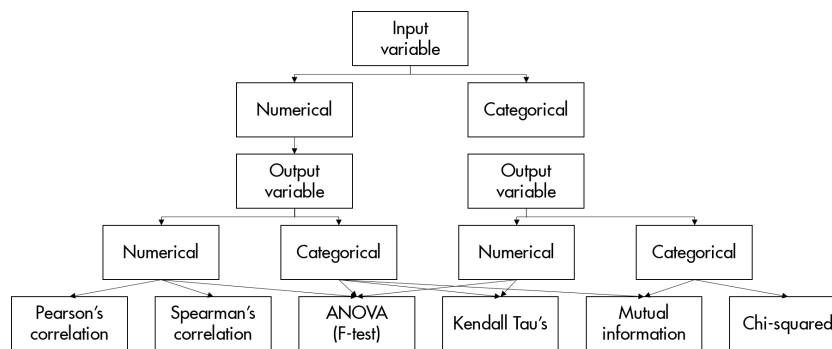 Input
variable
Numerical
Categorical
Output
variable
Output
variable
Numerical
Categorical
Numerical
Categorical
Pearson's
correlation
Spearman's
correlation
ANOVA
(F-test)
Kendall Tau's
Mutual
information
Chi-squared